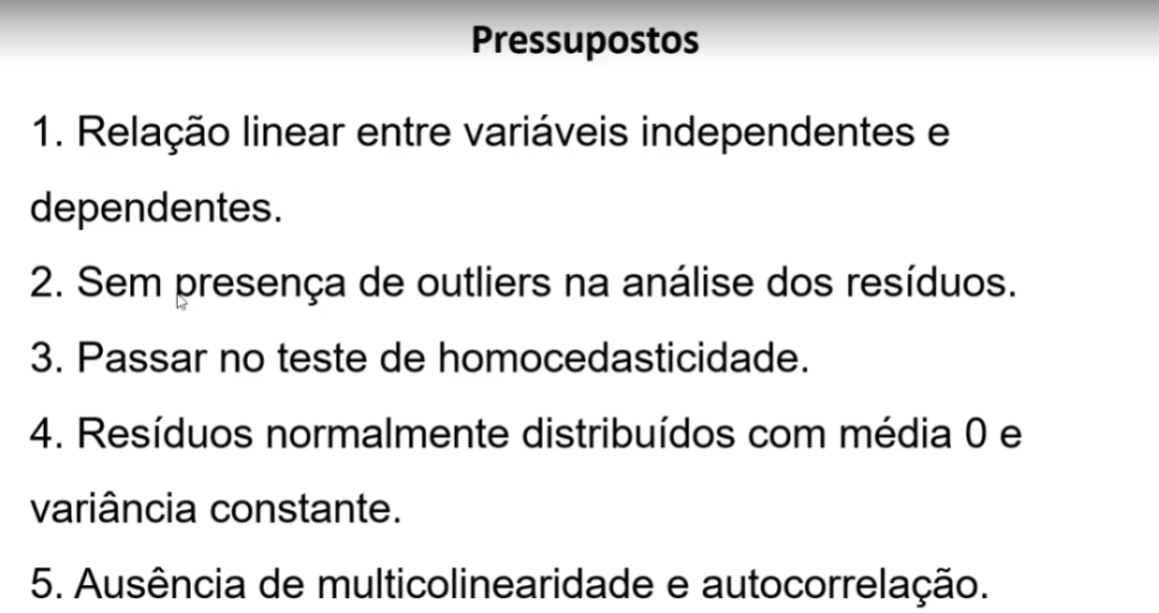 Pressupostos
1. Relação linear entre variáveis independentes e
dependentes.
2. Sem presença de outliers na análise dos resíduos.
3. Passar no teste de homocedasticidade.
4. Resíduos normalmente distribuídos com média 0 e
variância constante.
5. Ausência de multicolinearidade e autocorrelação.